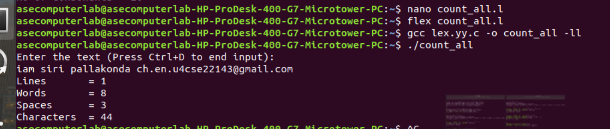 asecomputerlab@asecomputerlab-HP-ProDesk-400-G7-Microtower-PC:~$ nano count_all.l
asecomputerlab@asecomputerlab-HP-ProDesk-400-G7-Microtower-PC:~$ flex count_all.l
asecomputerlab@asecomputerlab-HP-ProDesk-400-G7-Microtower-PC:~$ gcc lex.yy.c -o count_all -ll
asecomputerlab@asecomputerlab-HP-ProDesk-400-G7-Microtower-PC:~$ ./count_all
Enter the text (Press Ctrl+D to end input):
iam siri pallakonda ch.en.u4cse22143@gmail.com
Lines = 1
Words = 8
Spaces = 3
Characters = 44
asecomputerlab@asecomputerlab-HP-ProDesk-400-G7-Microtower-PC:~$ ^C